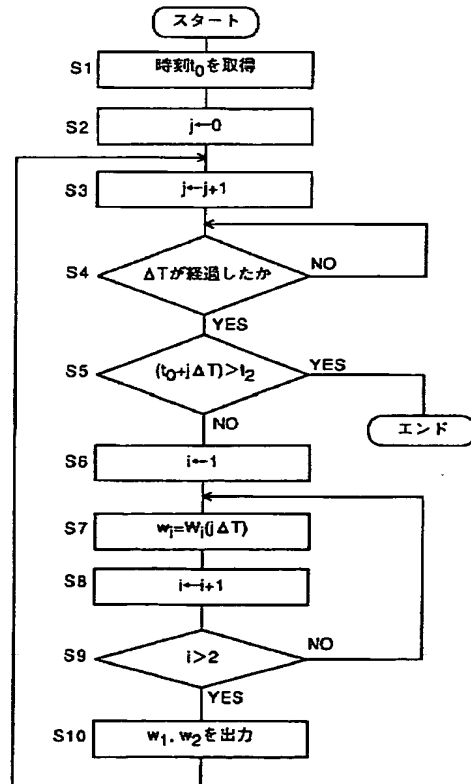 スタート
S1
時刻t0を取得
S2
j←0
S3
j←j+1
S4
ΔTが経過したか
NO
YES
S5
(t0+jΔT)>t2
YES
NO
エンド
S6
i←1
S7
wi=Wi(jΔT)
S8
i←i+1
S9
i>2
NO
YES
S10
w1,w2を出力